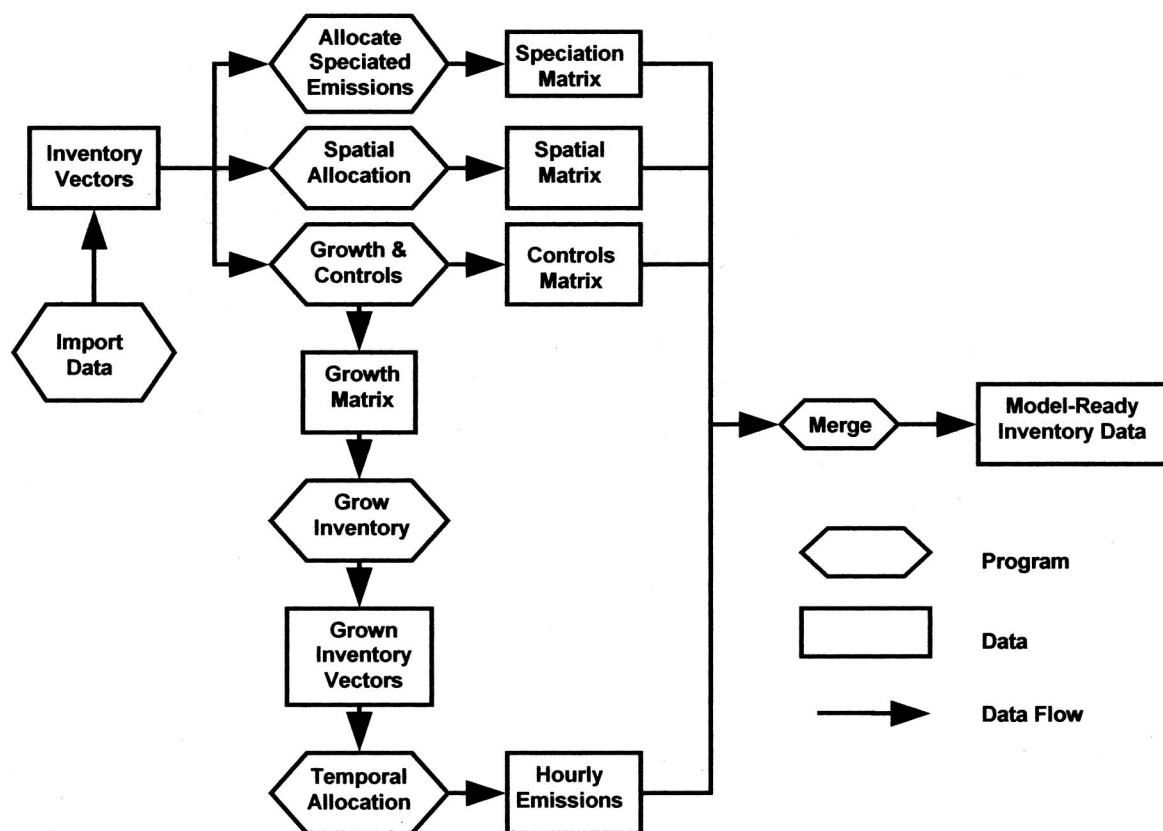 Allocate
Speciated
Emissions
Speciation
Matrix
Inventory
Vectors
Spatial
Allocation
Spatial
Matrix
Growth &
Controls
Controls
Matrix
Import
Data
Growth
Matrix
Merge
Model-Ready
Inventory Data
Grow
Inventory
Program
Grown
Inventory
Vectors
Data
Data Flow
Temporal
Allocation
Hourly
Emissions